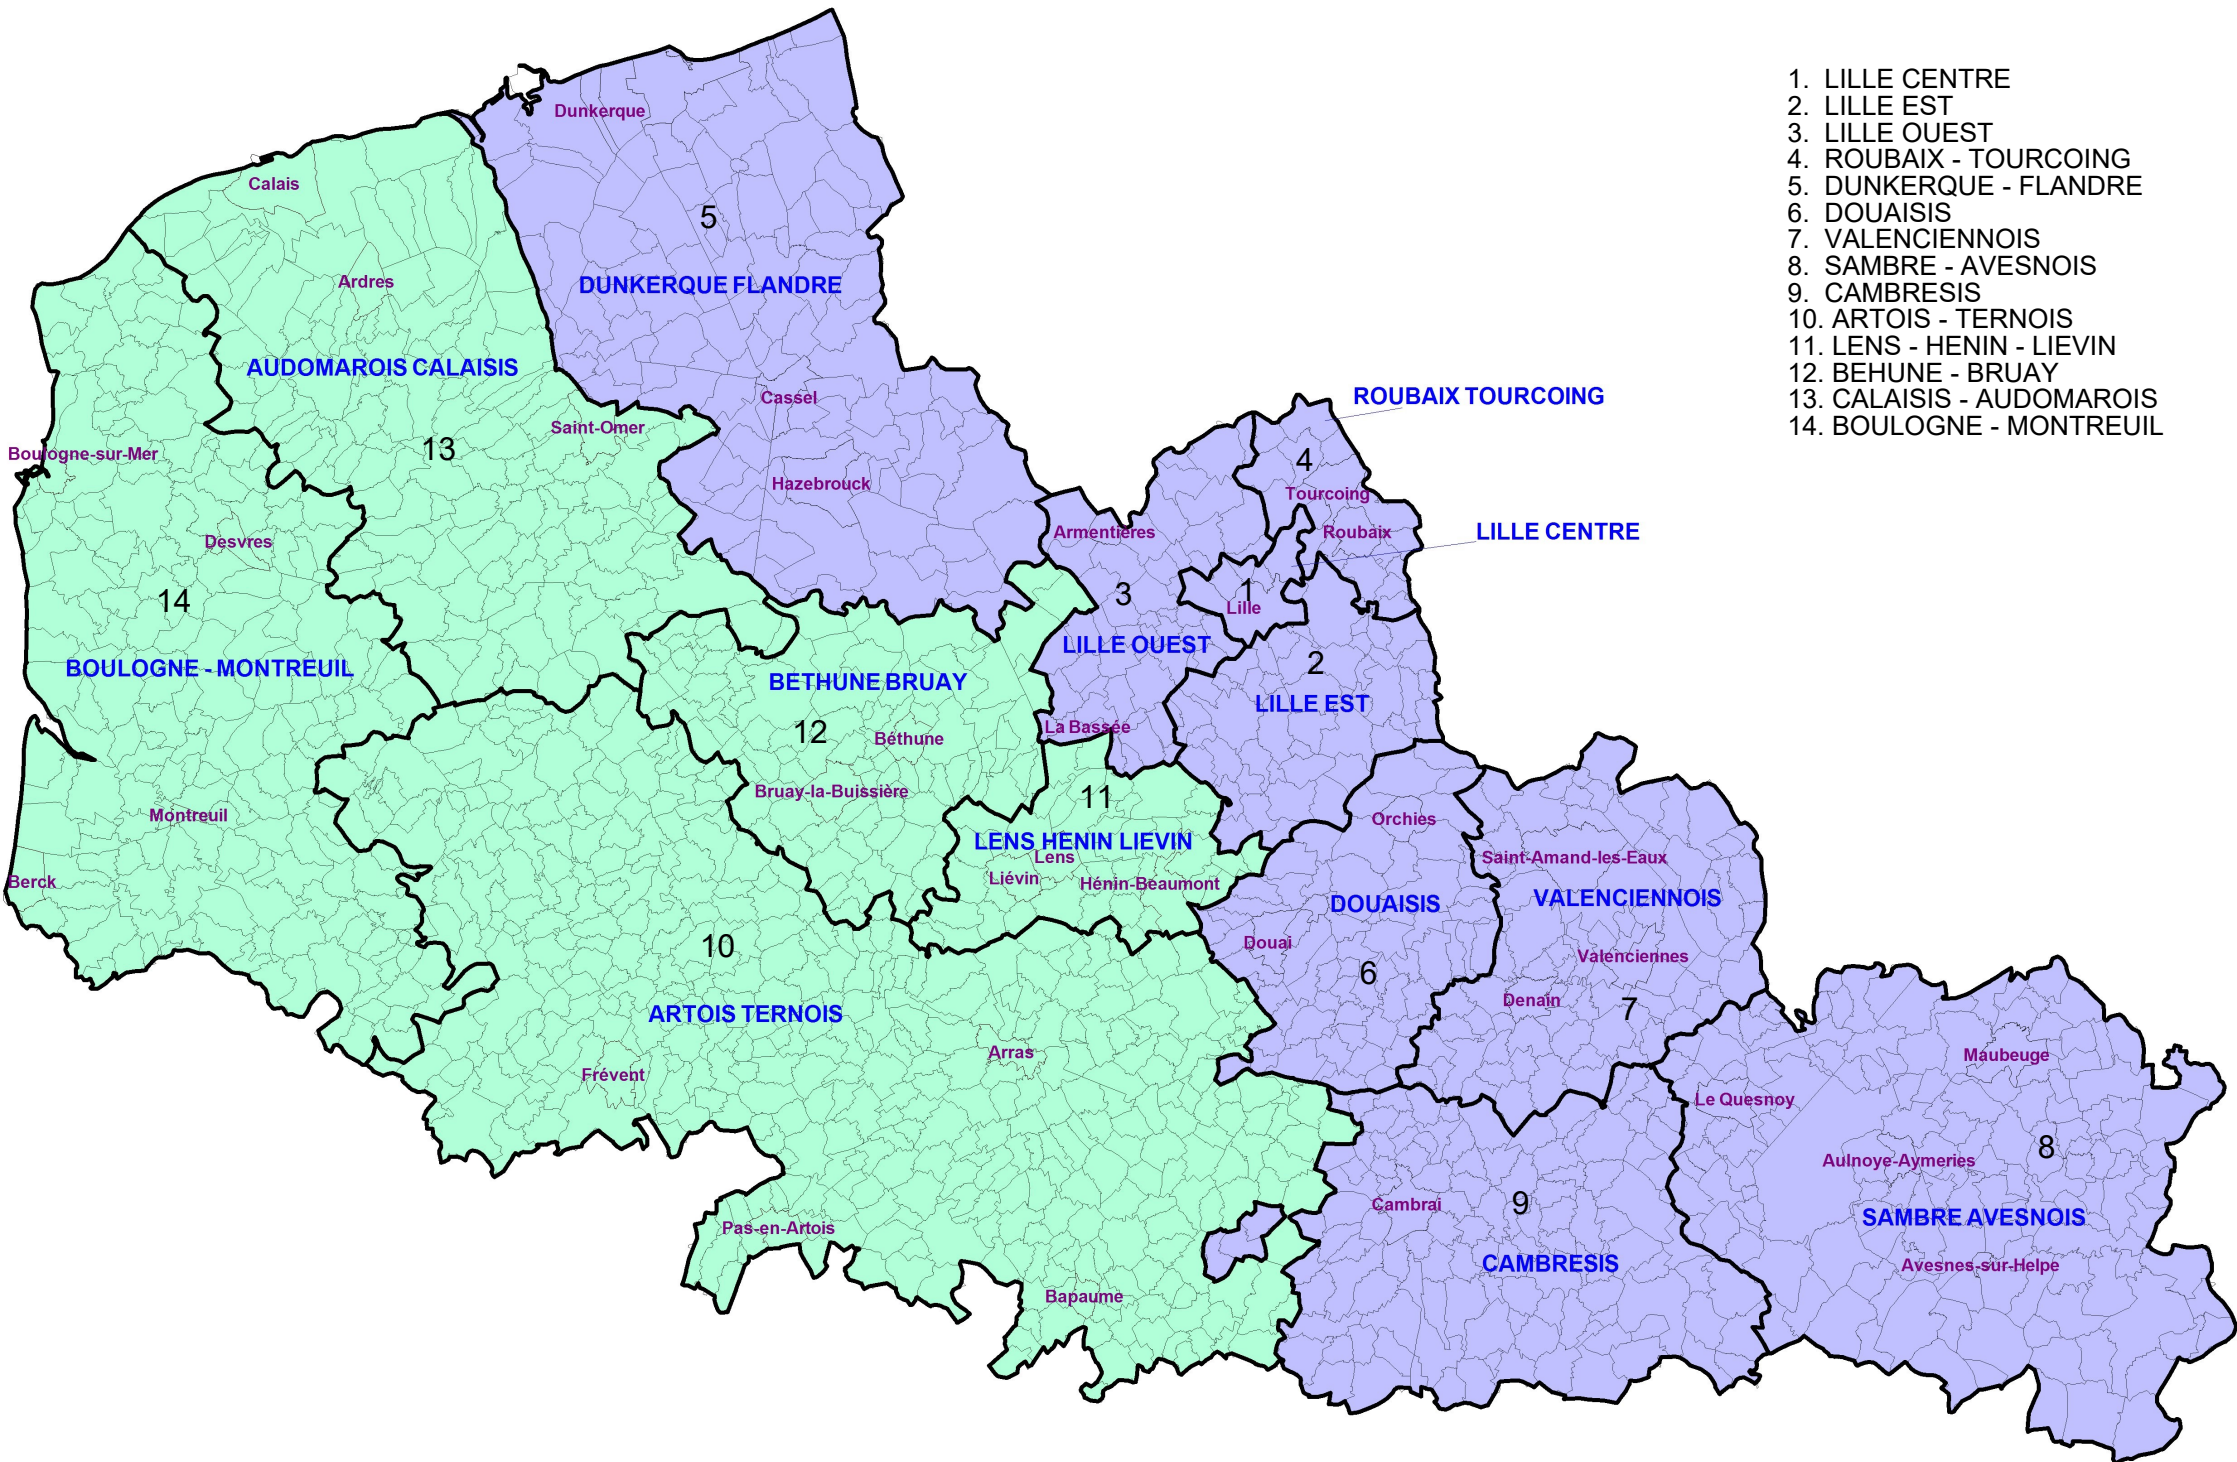 1. LILLE CENTRE
2. LILLE EST
3. LILLE OUEST
4. ROUBAIX - TOURCOING
5. DUNKERQUE - FLANDRE
6. DOUAISIS
7. VALENCIENNOIS
8. SAMBRE - AVESNOIS
9. CAMBRESIS
10. ARTOIS - TERNOIS
11. LENS - HENIN - LIEVIN
12. BEHUNE - BRUAY
13. CALAISIS - AUDOMAROIS
14. BOULOGNE - MONTREUIL
Dunkerque
Calais
5
Ardres
DUNKERQUE FLANDRE
AUDOMAROIS CALAISIS
Cassel
ROUBAIX TOURCOING
Saint-Omer
13
Boulogne-sur-Mer
4
Hazebrouck
Tourcoing
Armentières
Roubaix
LILLE CENTRE
Desvres
14
3
1
Lille
LILLE OUEST
2
BOULOGNE - MONTREUIL
BETHUNE BRUAY
LILLE EST
La Bassée
12
Béthune
Bruay-la-Buissière
11
Montreuil
Orchies
LENS HENIN LIEVIN
Lens
Saint-Amand-les-Eaux
Liévin
Hénin-Beaumont
Berck
VALENCIENNOIS
DOUAISIS
10
Douai
Valenciennes
6
Denain
7
ARTOIS TERNOIS
Arras
Maubeuge
Frévent
Le Quesnoy
8
Aulnoye-Aymeries
9
Cambrai
SAMBRE AVESNOIS
Pas-en-Artois
CAMBRESIS
Avesnes-sur-Helpe
Bapaume